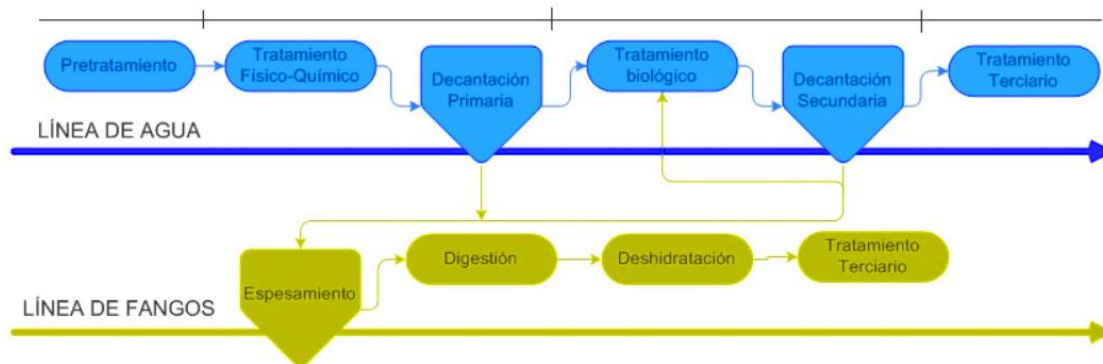 Pretratamiento
Tratamiento
Físico-Químico
Decantación
Primaria
Tratamiento
biológico
Decantación
Secundaria
Tratamiento
Terciario
LÍNEA DE AGUA
Espesamiento
Digestión
Deshidratación
Tratamiento
Terciario
LÍNEA DE FANGOS